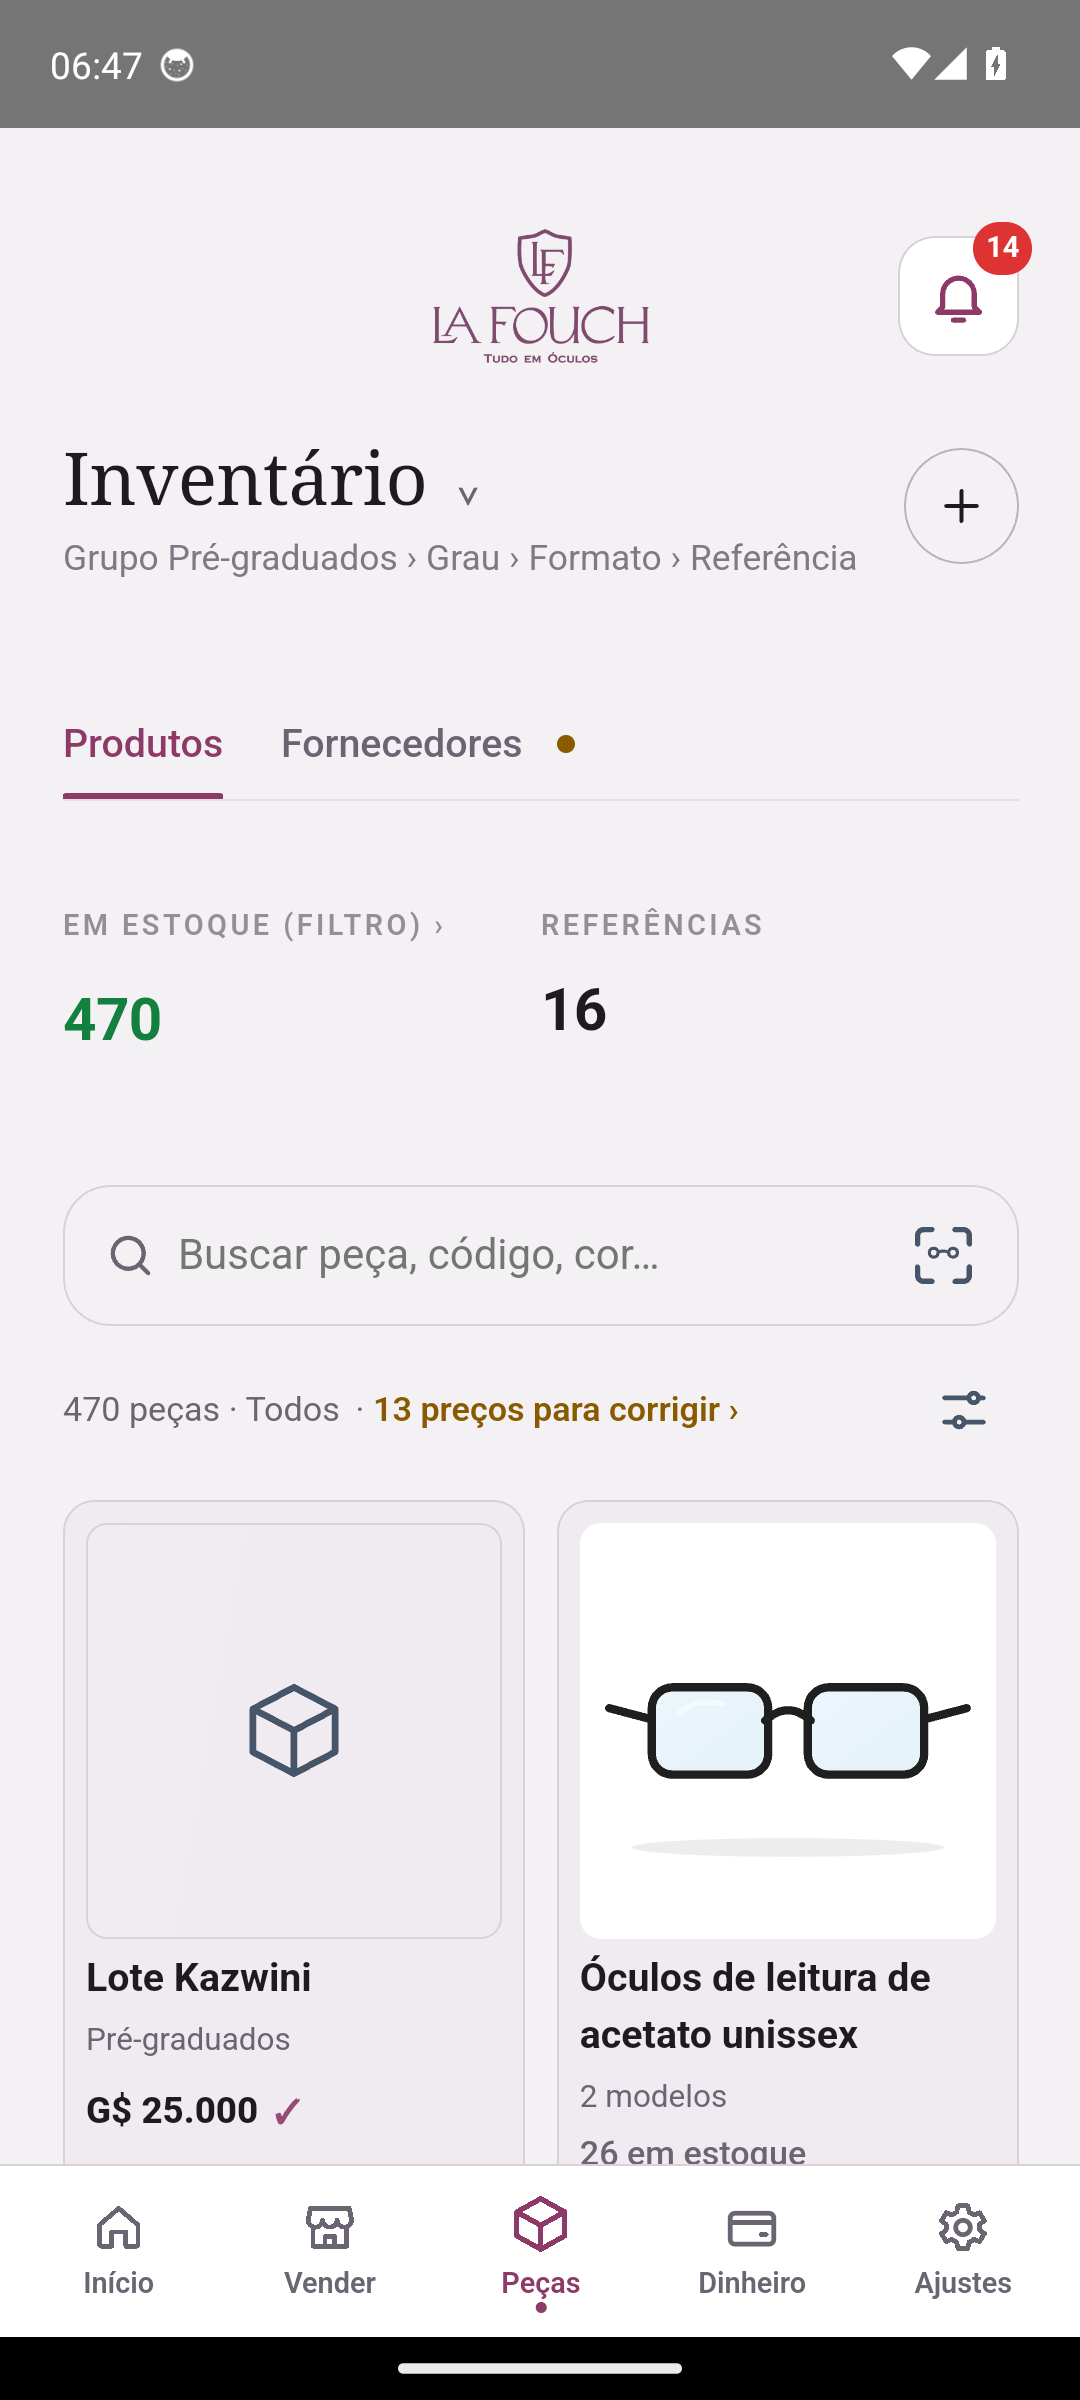 06:47
14
LF
LA FOUCH
TUDO EM ÓCULOS
Inventário
Grupo Pré-graduados › Grau › Formato › Referência
Produtos
Fornecedores
EM ESTOQUE (FILTRO) ›
REFERÊNCIAS
470
16
Buscar peça, código, cor...
470 peças · Todos · 13 preços para corrigir ›
Lote Kazwini
Pré-graduados
G$ 25.000 ✓
Óculos de leitura de
acetato unissex
2 modelos
26 em estoque
Início
Vender
Peças
Dinheiro
Ajustes